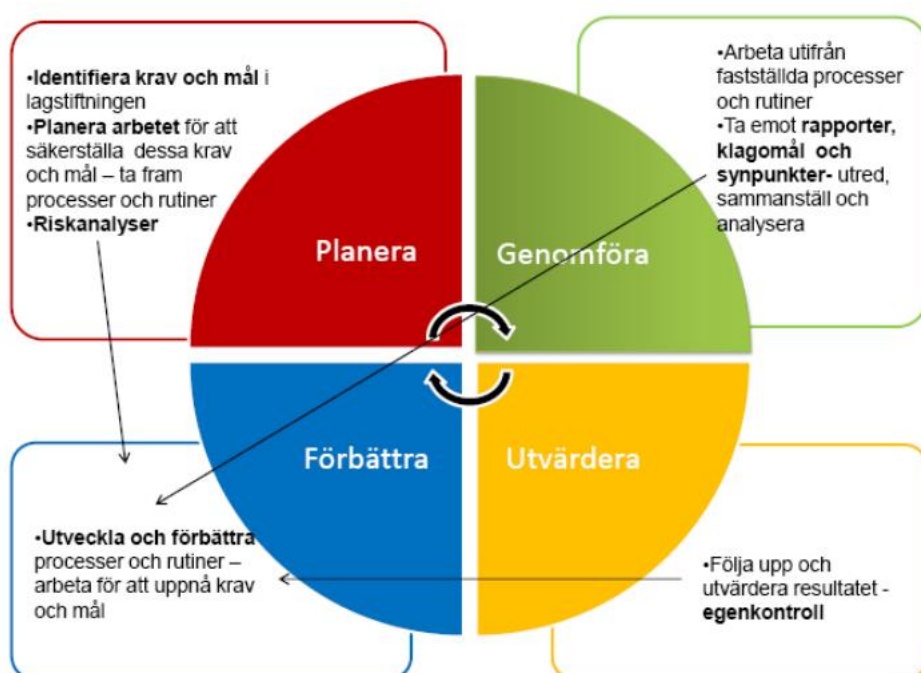 •Identifiera krav och mål i
lagstiftningen
•Planera arbetet för att
säkerställa dessa krav
och mål – ta fram
processer och rutiner
•Riskanalyser
•Arbeta utifrån
fastställda processer
och rutiner
•Ta emot rapporter,
klagomål och
synpunkter- utred,
sammanställ och
analysera
Planera
Genomföra
Förbättra
Utvärdera
•Utveckla och förbättra
processer och rutiner –
arbeta för att uppnå krav
och mål
•Följa upp och
utvärdera resultatet -
egenkontroll